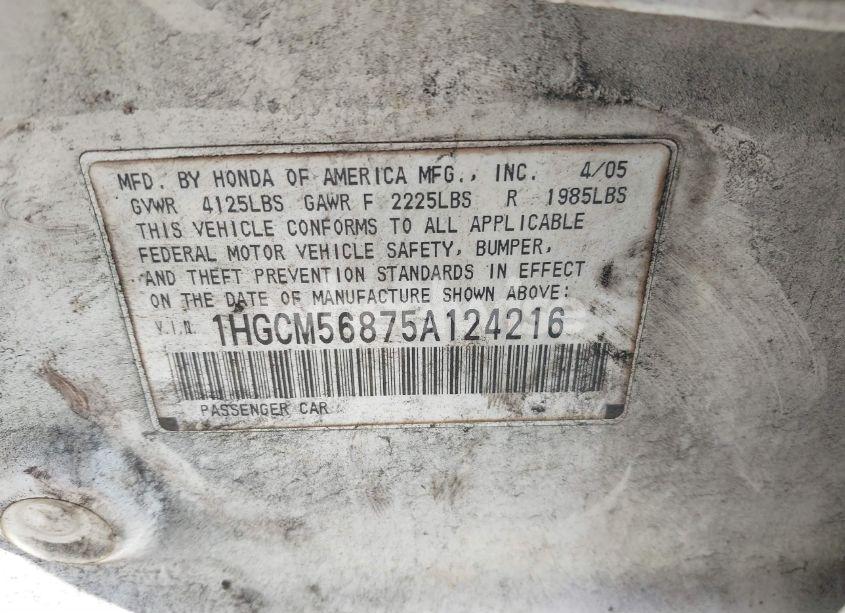 MFD. BY HONDA OF AMERICA MFG., INC. 4/05
GVWR 4125LBS GAWR F 2225LBS R 1985LBS
THIS VEHICLE CONFORMS TO ALL APPLICABLE
FEDERAL MOTOR VEHICLE SAFETY, BUMPER,
AND THEFT PREVENTION STANDARDS IN EFFECT
ON THE DATE OF MANUFACTURE SHOWN ABOVE:
V.I.N. 1HGCM56875A124216
PASSENGER CAR